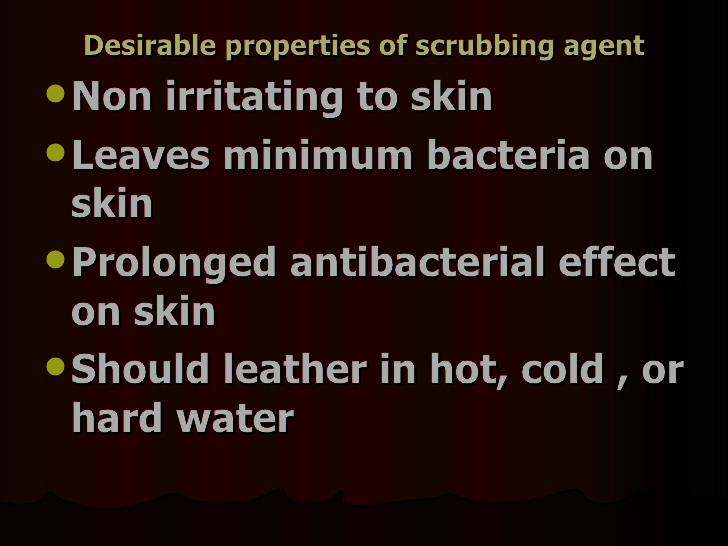 Desirable properties of scrubbing agent
Non irritating to skin
Leaves minimum bacteria on
skin
Prolonged antibacterial effect
on skin
Should leather in hot, cold , or
hard water